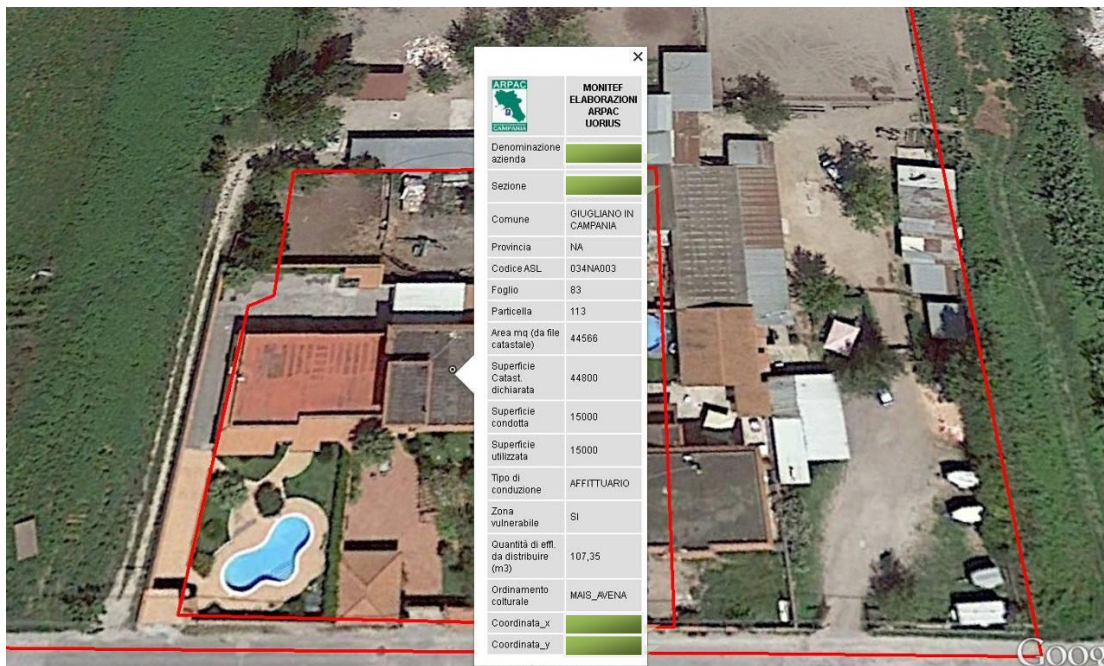 ×
ARPAC
CAMPANIA
MONITEF
ELABORAZIONI
ARPAC
UORIUS
Denominazione
azienda
Sezione
Comune
GIUGLIANO IN
CAMPANIA
Provincia
NA
Codice ASL
034NA003
Foglio
83
Particella
113
Area mq (da file
catastale)
44566
Superficie
Catast.
dichiarata
44800
Superficie
condotta
15000
Superficie
utilizzata
15000
Tipo di
conduzione
AFFITTUARIO
Zona
vulnerabile
SI
Quantità di effl.
da distribuire
(m3)
107,35
Ordinamento
colturale
MAIS_AVENA
Coordinata_x
Coordinata_y
Goog